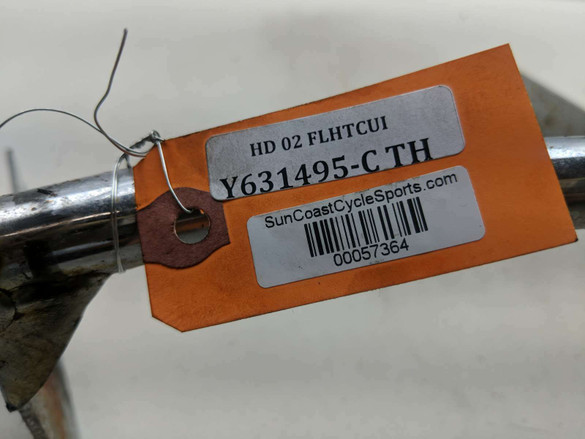 HD 02 FLHTCUI
Y631495-C TH
SunCoastCycleSports.com
00057364